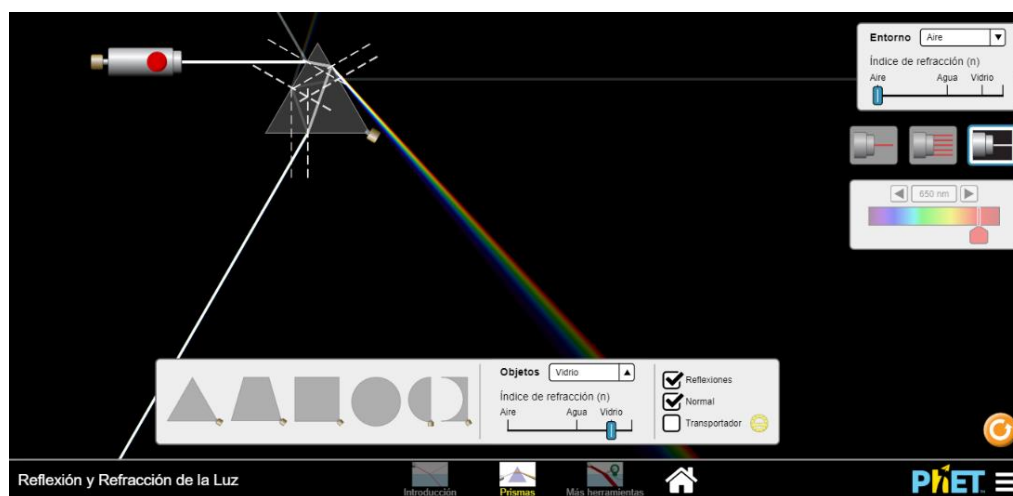 Entorno Aire
Índice de refracción (n)
Aire Agua Vidrio
650 nm
Objetos Vidrio
Índice de refracción (n)
Aire Agua Vidrio
Reflexiones
Normal
Transportador
Reflexión y Refracción de la Luz
Introducción Prismas Más herramientas
PhET